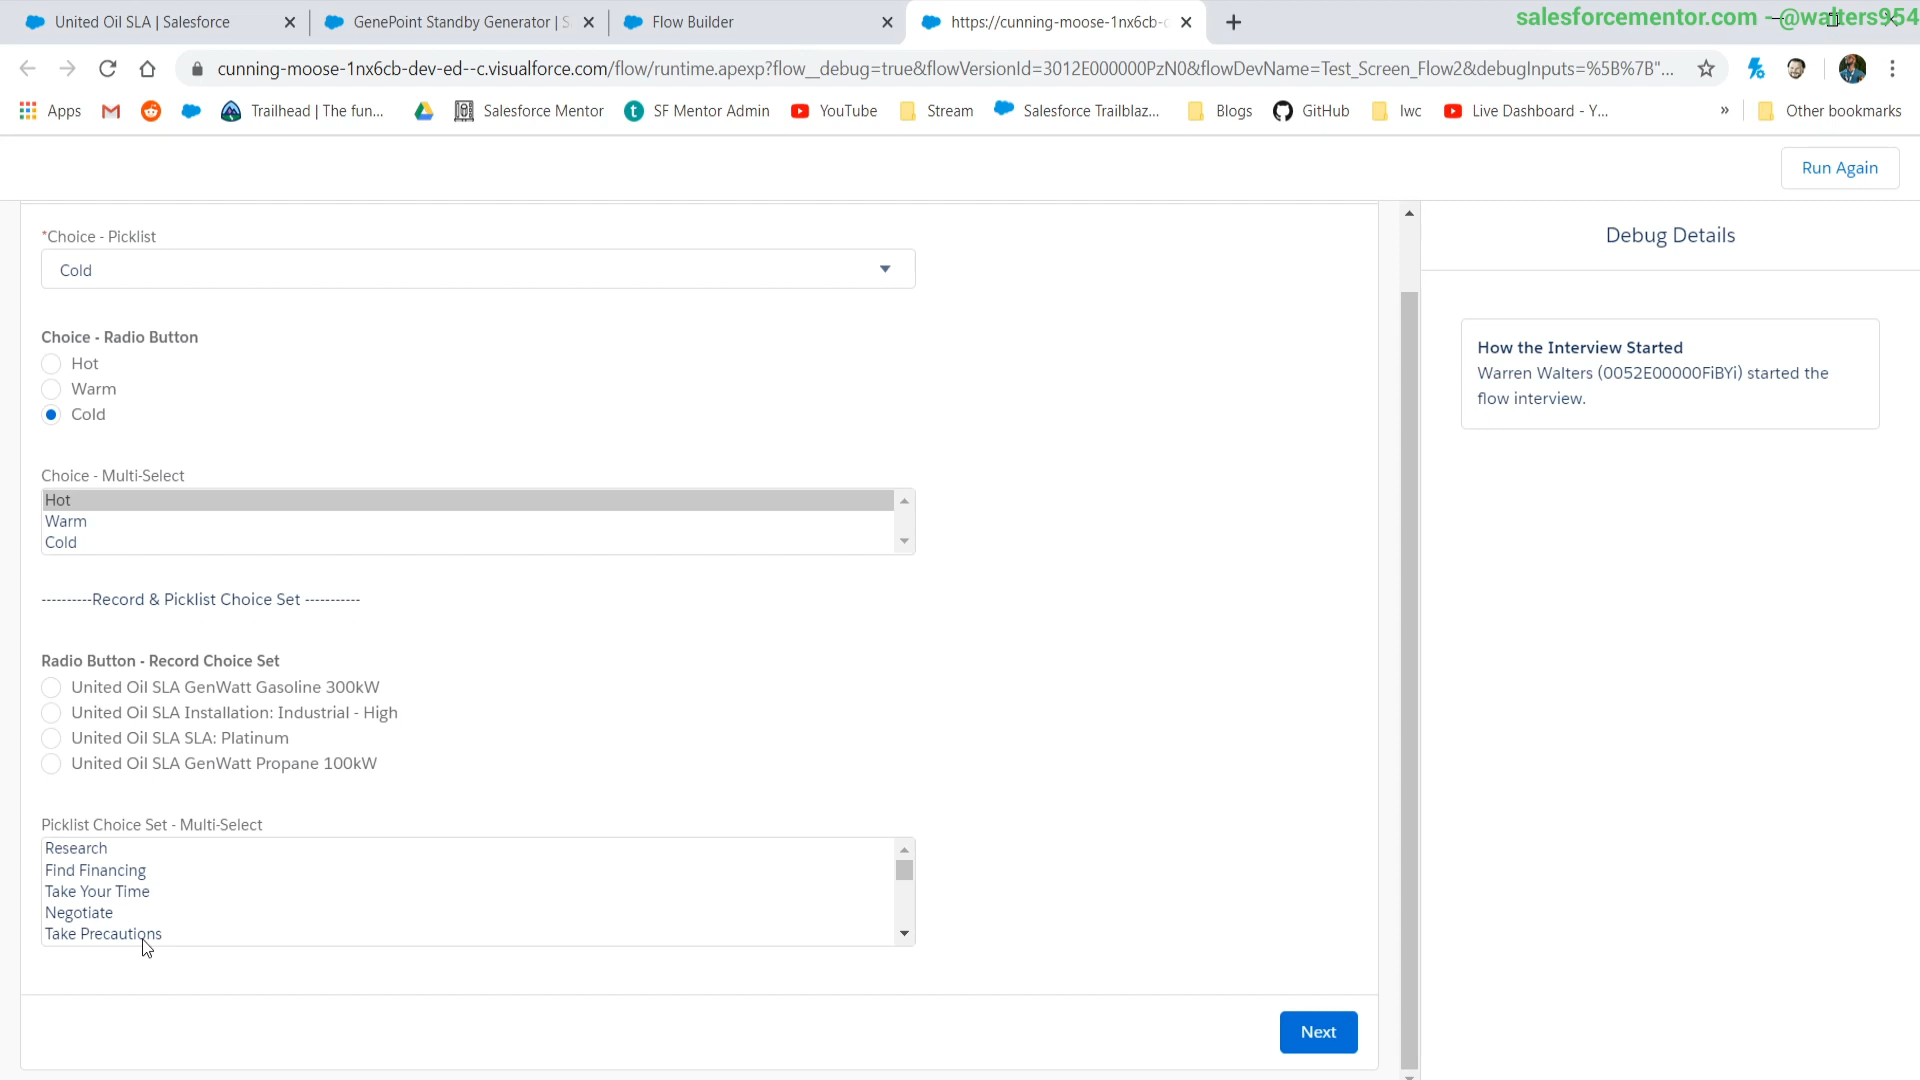 United Oil SLA | Salesforce
GenePoint Standby Generator | S
Flow Builder
https://cunning-moose-1nx6cb-c
salesforcementor.com - @walters954
cunning-moose-1nx6cb-dev-ed--c.visualforce.com/flow/runtime.apexp?flow__debug=true&flowVersionId=3012E000000PzN0&flowDevName=Test_Screen_Flow2&debugInputs=%5B%7B"...
Apps
Trailhead | The fun...
Salesforce Mentor
SF Mentor Admin
YouTube
Stream
Salesforce Trailblaz...
Blogs
GitHub
lwc
Live Dashboard - Y...
»
Other bookmarks
Run Again
*Choice - Picklist
Cold
Choice - Radio Button
Hot
Warm
Cold
Choice - Multi-Select
Hot
Warm
Cold
----------Record & Picklist Choice Set -----------
Radio Button - Record Choice Set
United Oil SLA GenWatt Gasoline 300kW
United Oil SLA Installation: Industrial - High
United Oil SLA SLA: Platinum
United Oil SLA GenWatt Propane 100kW
Picklist Choice Set - Multi-Select
Research
Find Financing
Take Your Time
Negotiate
Take Precautions
Next
Debug Details
How the Interview Started
Warren Walters (0052E00000FiBYi) started the
flow interview.